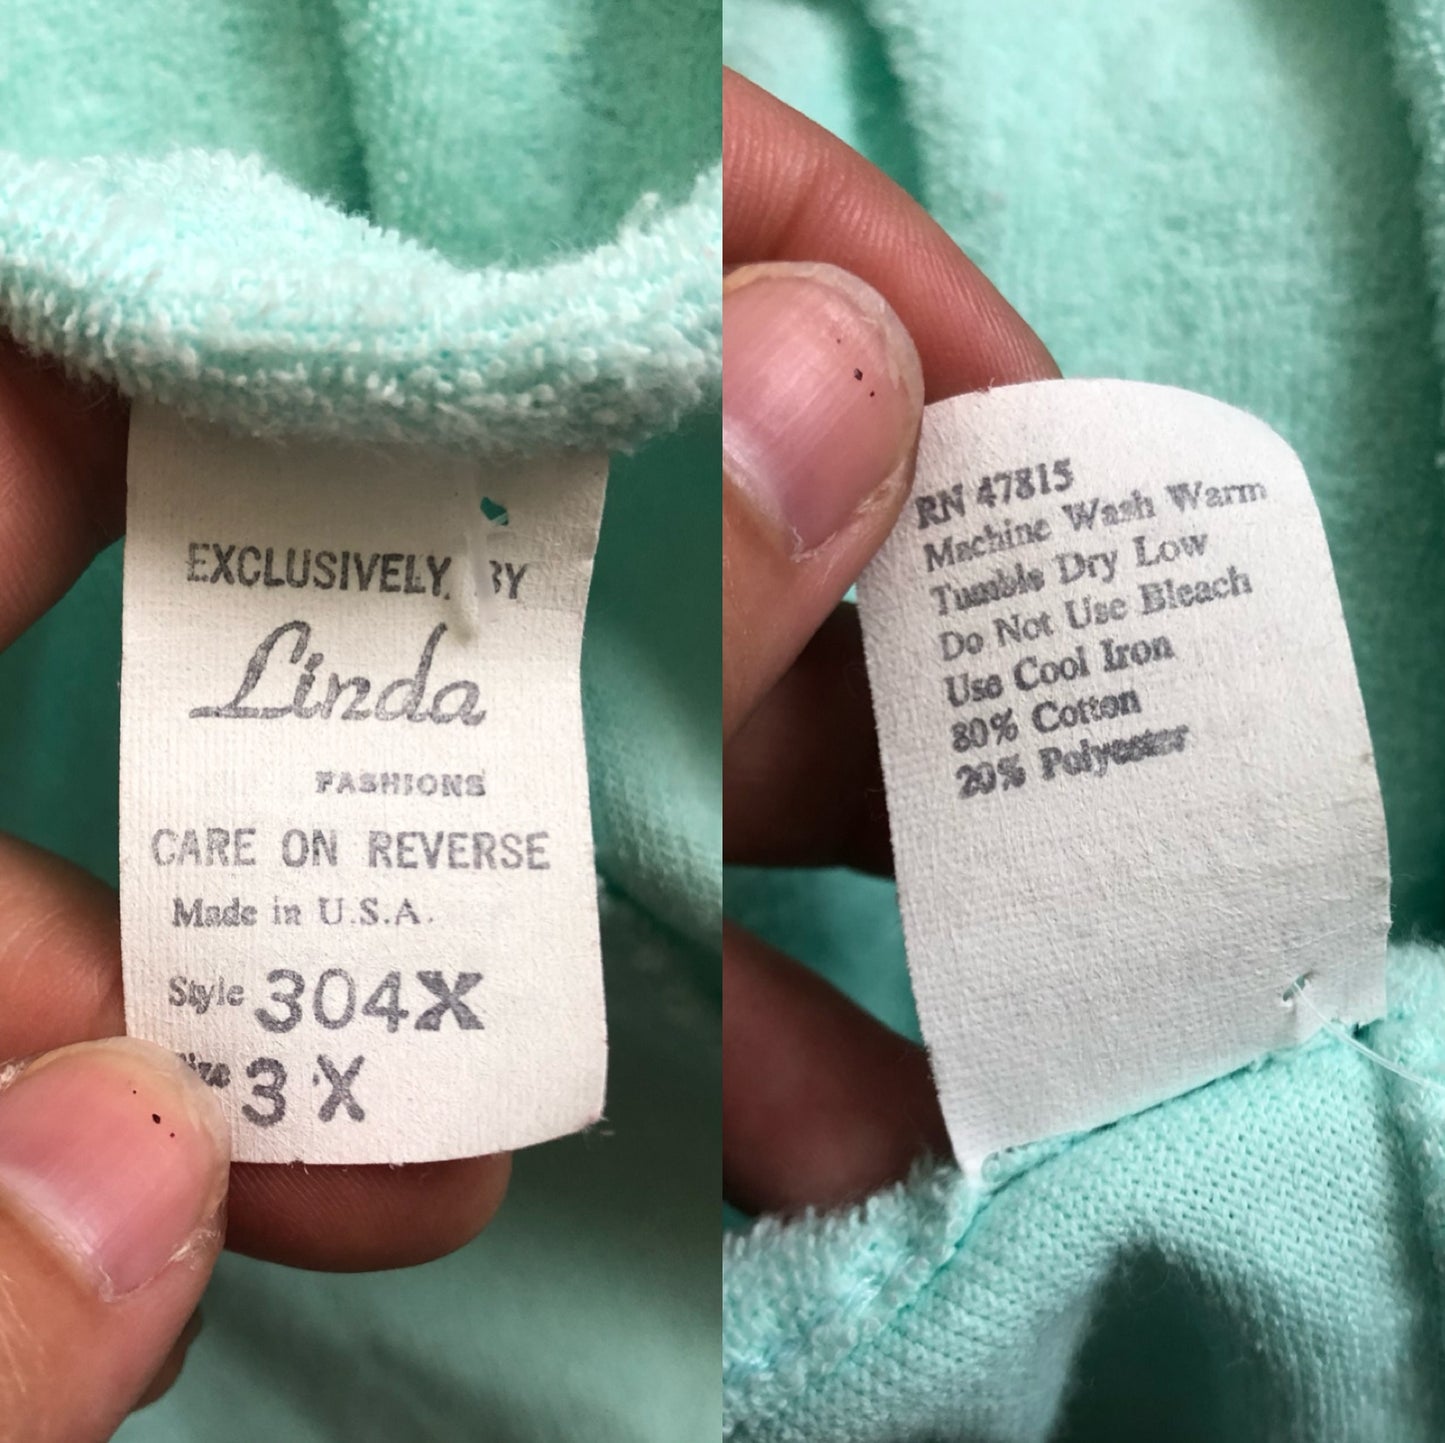 EXCLUSIVELY BY
Linda
FASHIONS
CARE ON REVERSE
Made in U.S.A.
Style 304X
Size 3X
RN 47815
Machine Wash Warm
Tumble Dry Low
Do Not Use Bleach
Use Cool Iron
80% Cotton
20% Polyester